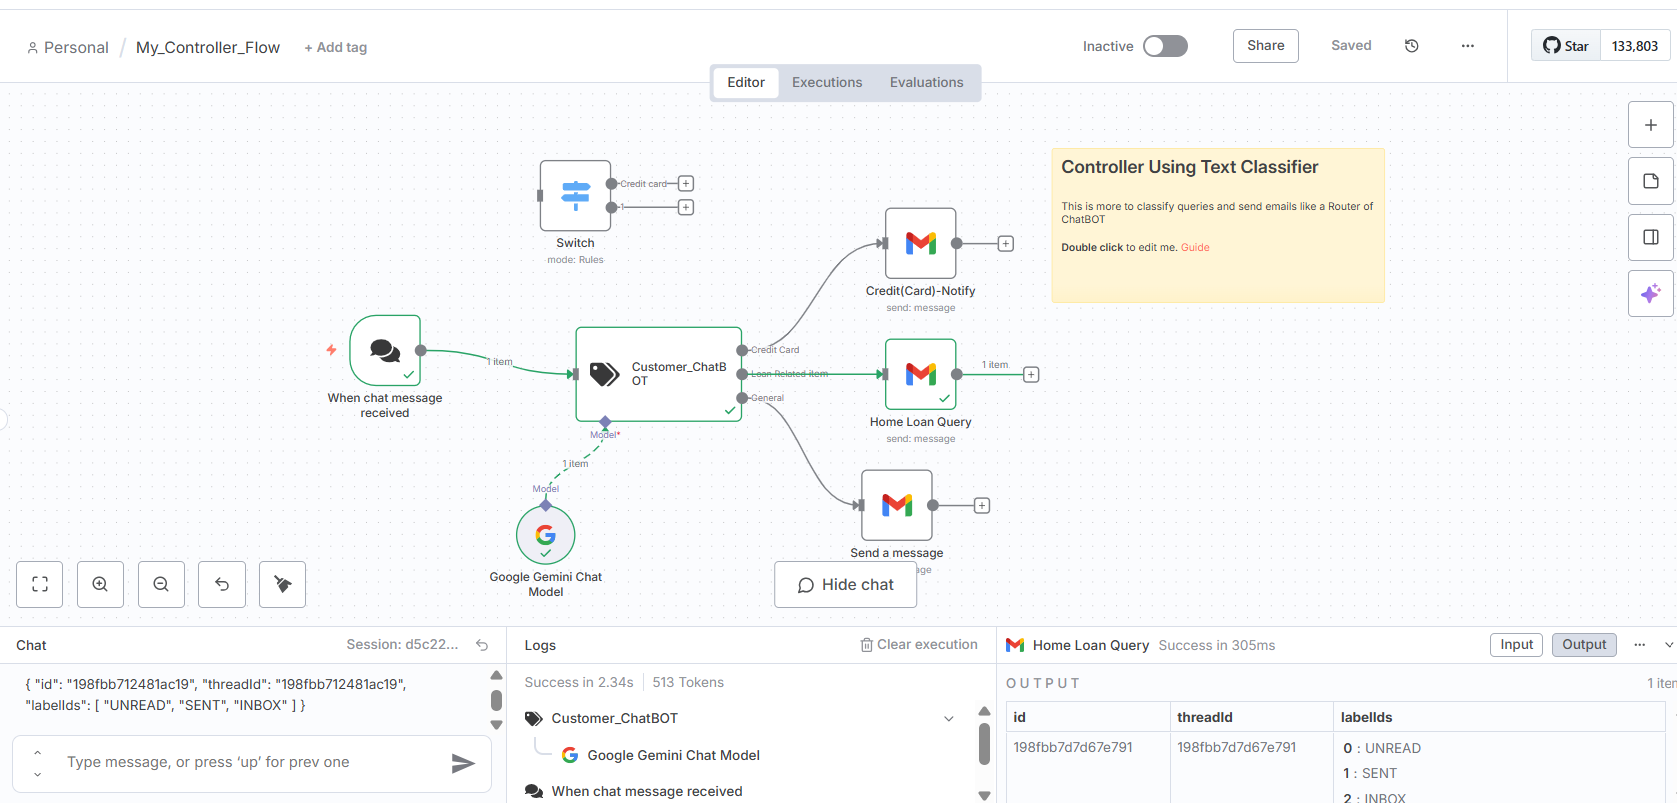 Personal / My_Controller_Flow + Add tag
Inactive
Share
Saved
Star 133,803
Editor Executions Evaluations
Credit card
1
Switch
mode: Rules
Controller Using Text Classifier
This is more to classify queries and send emails like a Router of
ChatBOT
Double click to edit me. Guide
Credit(Card)-Notify
send: message
When chat message
received
1 item
Customer_ChatB
OT
Credit Card
Loan Related item
General
Model*
1 item
Home Loan Query
send: message
1 item
Model
Google Gemini Chat
Model
Send a message
age
Hide chat
Chat
Session: d5c22...
{ "id": "198fbb712481ac19", "threadId": "198fbb712481ac19",
"labelIds": [ "UNREAD", "SENT", "INBOX" ] }
Type message, or press ‘up’ for prev one
Logs
Clear execution
Success in 2.34s 513 Tokens
Customer_ChatBOT
Google Gemini Chat Model
When chat message received
Home Loan Query Success in 305ms
Input
Output
OUTPUT
1 item
id threadId labelIds
198fbb7d7d67e791 198fbb7d7d67e791 0 : UNREAD
1 : SENT
2 : INBOX